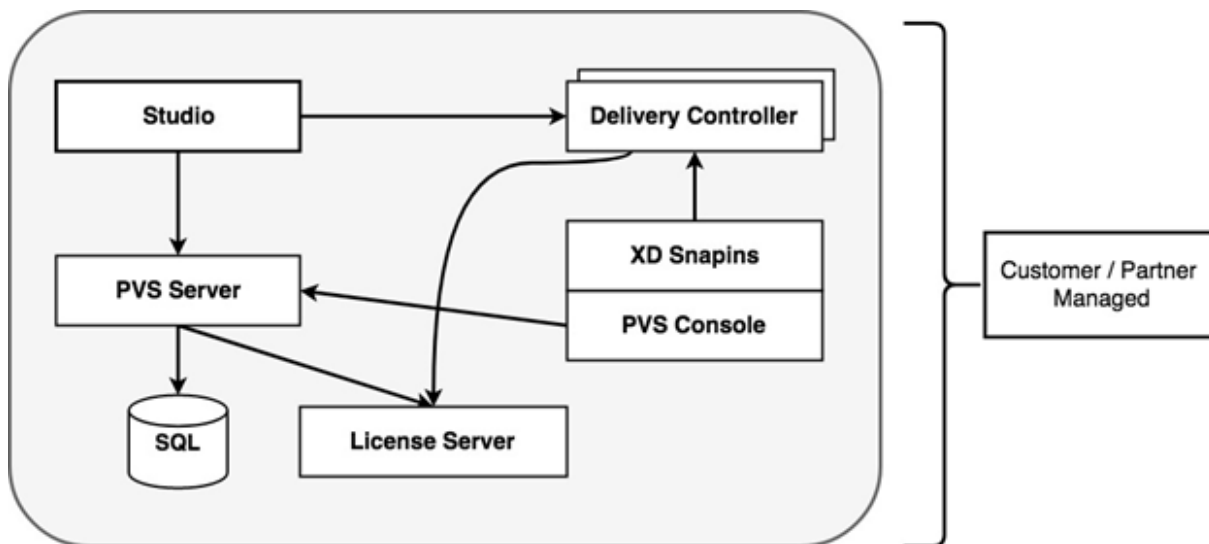 Studio
Delivery Controller
XD Snapins
PVS Server
PVS Console
SQL
License Server
Customer / Partner
Managed